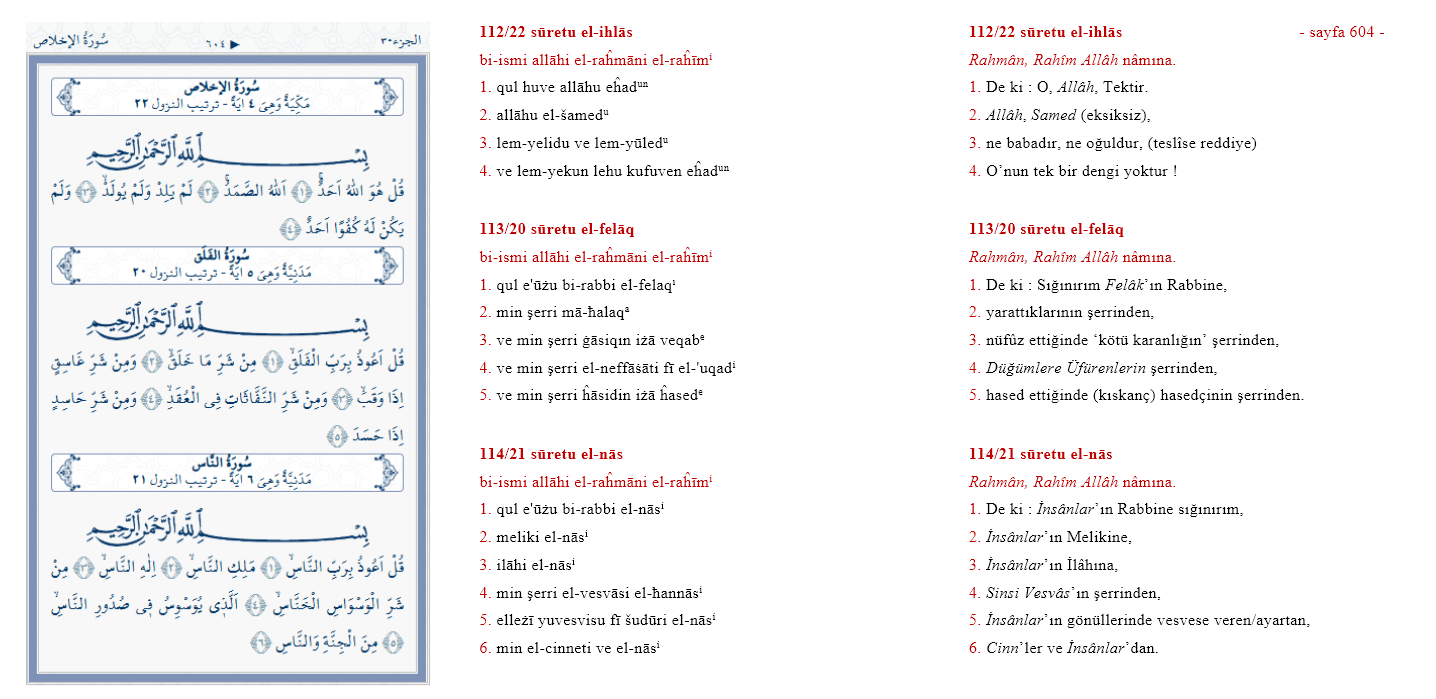 الجزء٣٠
٦٠٤ ▶
سُورَةُ الإخلاص
سُورَةُ الإخلاص
مَكِّيَّةٌ وَهِيَ ٤ ايَةً - ترتيب النزول ٢٢
بِسْمِ اللّٰهِ الرَّحْمٰنِ الرَّحِيمِ
قُلْ هُوَ اللّٰهُ اَحَدٌۚ ﴿١﴾ اَللّٰهُ الصَّمَدُۚ ﴿٢﴾ لَمْ يَلِدْ وَلَمْ يُولَدْۙ ﴿٣﴾ وَلَمْ
يَكُنْ لَهُ كُفُوًا اَحَدٌ ﴿٤﴾
سُورَةُ الفَلَق
مَدَنِيَّةٌ وَهِيَ ٥ ايَةً - ترتيب النزول ٢٠
بِسْمِ اللّٰهِ الرَّحْمٰنِ الرَّحِيمِ
قُلْ اَعُوذُ بِرَبِّ الْفَلَقِۙ ﴿١﴾ مِنْ شَرِّ مَا خَلَقَۙ ﴿٢﴾ وَمِنْ شَرِّ غَاسِقٍ
اِذَا وَقَبَۙ ﴿٣﴾ وَمِنْ شَرِّ النَّفَّاثَاتِ فِى الْعُقَدِۙ ﴿٤﴾ وَمِنْ شَرِّ حَاسِدٍ
اِذَا حَسَدَ ﴿٥﴾
سُورَةُ النَّاس
مَدَنِيَّةٌ وَهِيَ ٦ ايَةً - ترتيب النزول ٢١
بِسْمِ اللّٰهِ الرَّحْمٰنِ الرَّحِيمِ
قُلْ اَعُوذُ بِرَبِّ النَّاسِۙ ﴿١﴾ مَلِكِ النَّاسِۙ ﴿٢﴾ اِلٰهِ النَّاسِۙ ﴿٣﴾ مِنْ
شَرِّ الْوَسْوَاسِ الْخَنَّاسِۙ ﴿٤﴾ اَلَّذٖى يُوَسْوِسُ فٖى صُدُورِ النَّاسِۙ
﴿٥﴾ مِنَ الْجِنَّةِ وَالنَّاسِ ﴿٦﴾
112/22 sūretu el-ihlās
bi-ismi allāhi el-raĥmāni el-raĥīmⁱ
1. qul huve allāhu eĥadᵘⁿ
2. allāhu el-šamedᵘ
3. lem-yelidu ve lem-yūledᵘ
4. ve lem-yekun lehu kufuven eĥadᵘⁿ
113/20 sūretu el-felāq
bi-ismi allāhi el-raĥmāni el-raĥīmⁱ
1. qul e'ūżu bi-rabbi el-felaqⁱ
2. min şerri mā-ħalaqᵃ
3. ve min şerri ġāsiqın iżā veqabᵉ
4. ve min şerri el-neffāṡāti fī el-'uqadⁱ
5. ve min şerri ĥāsidin iżā ĥasedᵉ
114/21 sūretu el-nās
bi-ismi allāhi el-raĥmāni el-raĥīmⁱ
1. qul e'ūżu bi-rabbi el-nāsⁱ
2. meliki el-nāsⁱ
3. ilāhi el-nāsⁱ
4. min şerri el-vesvāsi el-ħannāsⁱ
5. elleżī yuvesvisu fī šudūri el-nāsⁱ
6. min el-cinneti ve el-nāsⁱ
112/22 sūretu el-ihlās - sayfa 604 -
Rahmân, Rahîm Allâh nâmına.
1. De ki : O, Allâh, Tektir.
2. Allâh, Samed (eksiksiz),
3. ne babadır, ne oğuldur, (teslîse reddiye)
4. O’nun tek bir dengi yoktur !
113/20 sūretu el-felāq
Rahmân, Rahîm Allâh nâmına.
1. De ki : Sığınırım Felâk’ın Rabbine,
2. yarattıklarının şerrinden,
3. nüfûz ettiğinde ‘kötü karanlığın’ şerrinden,
4. Düğümlere Üfürenlerin şerrinden,
5. hased ettiğinde (kıskanç) hasedçinin şerrinden.
114/21 sūretu el-nās
Rahmân, Rahîm Allâh nâmına.
1. De ki : İnsânlar’ın Rabbine sığınırım,
2. İnsânlar’ın Melikine,
3. İnsânlar’ın İlâhına,
4. Sinsi Vesvâs’ın şerrinden,
5. İnsânlar’ın gönüllerinde vesvese veren/ayartan,
6. Cinn’ler ve İnsânlar’dan.